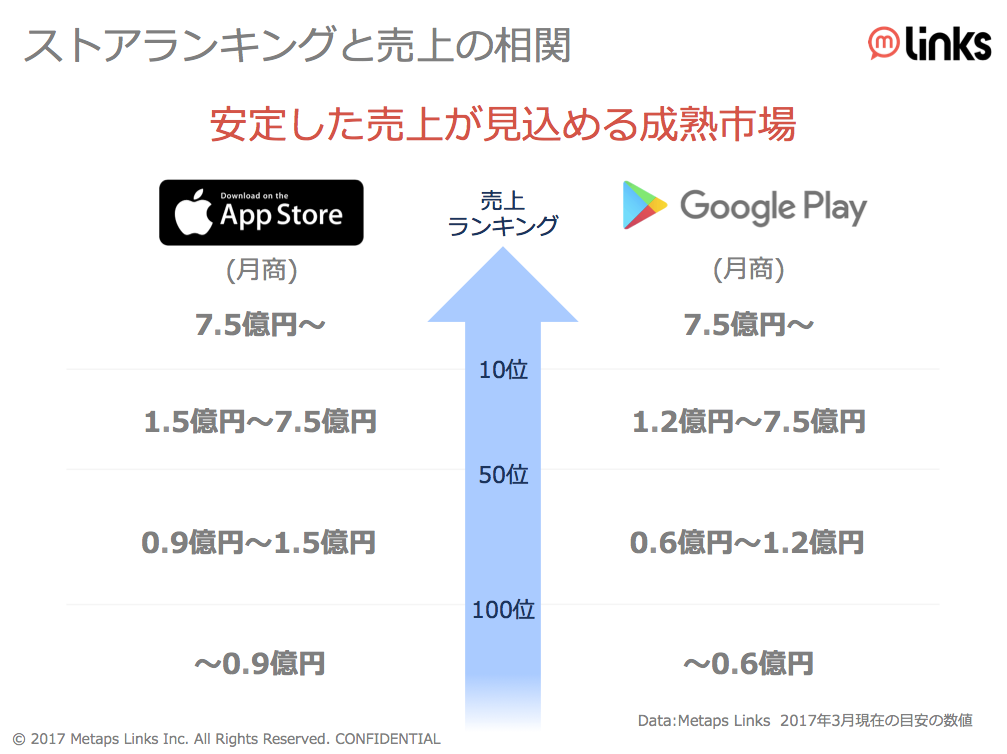 ストアランキングと売上の相関
m links
安定した売上が見込める成熟市場
Download on the
App Store
売上
ランキング
Google Play
(月商)
(月商)
7.5億円〜
7.5億円〜
10位
1.5億円〜7.5億円
1.2億円〜7.5億円
50位
0.9億円〜1.5億円
0.6億円〜1.2億円
100位
〜0.9億円
〜0.6億円
Data:Metaps Links 2017年3月現在の目安の数値
© 2017 Metaps Links Inc. All Rights Reserved. CONFIDENTIAL